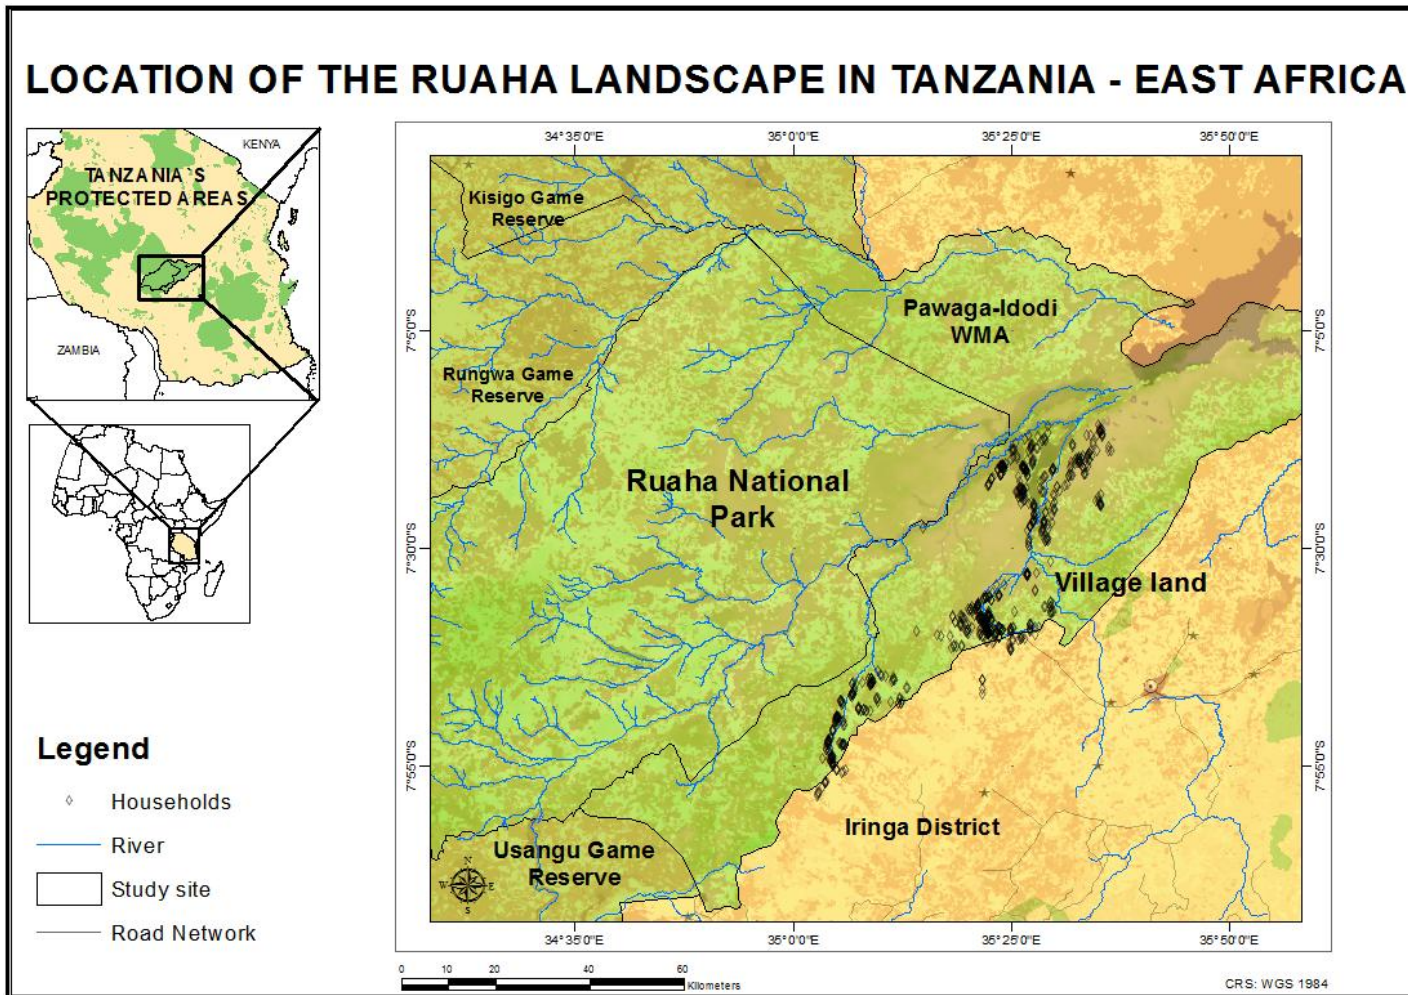 LOCATION OF THE RUAHA LANDSCAPE IN TANZANIA - EAST AFRICA
KENYA
TANZANIA`S
PROTECTED AREAS
ZAMBIA
34°35'0"E
35°0'0"E
35°25'0"E
35°50'0"E
Kisigo Game
Reserve
Pawaga-Idodi
WMA
7°5'0"S
7°5'0"S
Rungwa Game
Reserve
Ruaha National
Park
7°30'0"S
7°30'0"S
Village land
7°55'0"S
7°55'0"S
Iringa District
Usangu Game
Reserve
N
W
E
S
34°35'0"E
35°0'0"E
35°25'0"E
35°50'0"E
Legend
Households
River
Study site
Road Network
0 10 20 40 60
Kilometers
CRS: WGS 1984